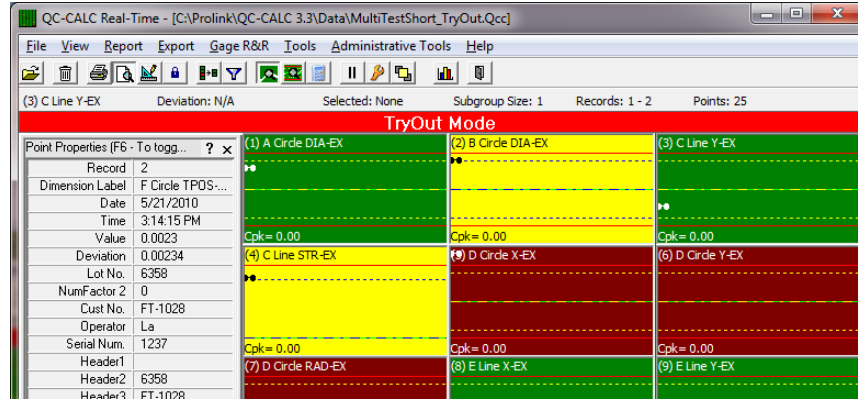 QC-CALC Real-Time - [C:\Prolink\QC-CALC 3.3\Data\MultiTestShort_TryOut.Qcc]
File View Report Export Gage R&R Tools Administrative Tools Help
(3) C Line Y-EX Deviation: N/A Selected: None Subgroup Size: 1 Records: 1 - 2 Points: 25
TryOut Mode
Point Properties (F6 - To togg... ? x
Record 2
Dimension Label F Circle TPOS-...
Date 5/21/2010
Time 3:14:15 PM
Value 0.0023
Deviation 0.00234
Lot No. 6358
NumFactor 2 0
Cust No. FT-1028
Operator La
Serial Num. 1237
Header1
Header2 6358
Header3 FT-1028
(1) A Circle DIA-EX
Cpk= 0.00
(2) B Circle DIA-EX
Cpk= 0.00
(3) C Line Y-EX
Cpk= 0.00
(4) C Line STR-EX
Cpk= 0.00
D Circle X-EX
Cpk= 0.00
(6) D Circle Y-EX
Cpk= 0.00
(7) D Circle RAD-EX
(8) E Line X-EX
(9) E Line Y-EX